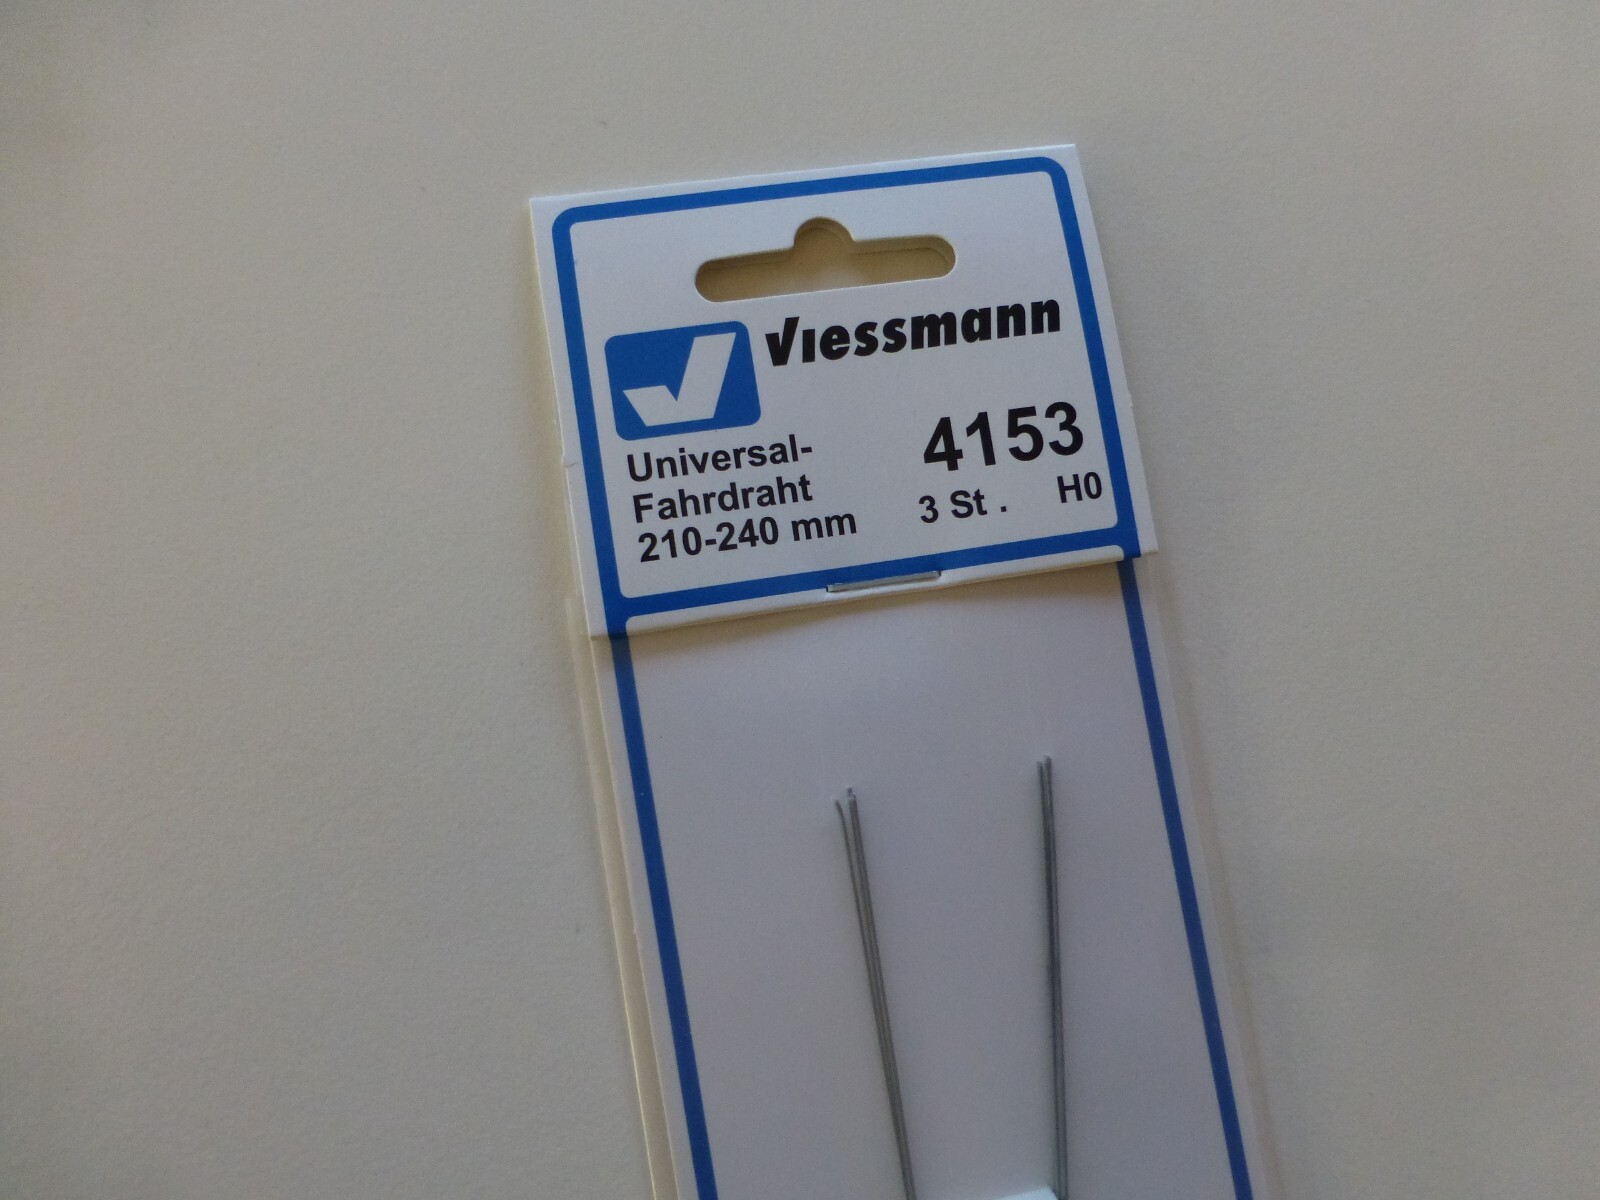 Viessmann
Universal-
Fahrdraht
210-240 mm
4153
3 St . H0